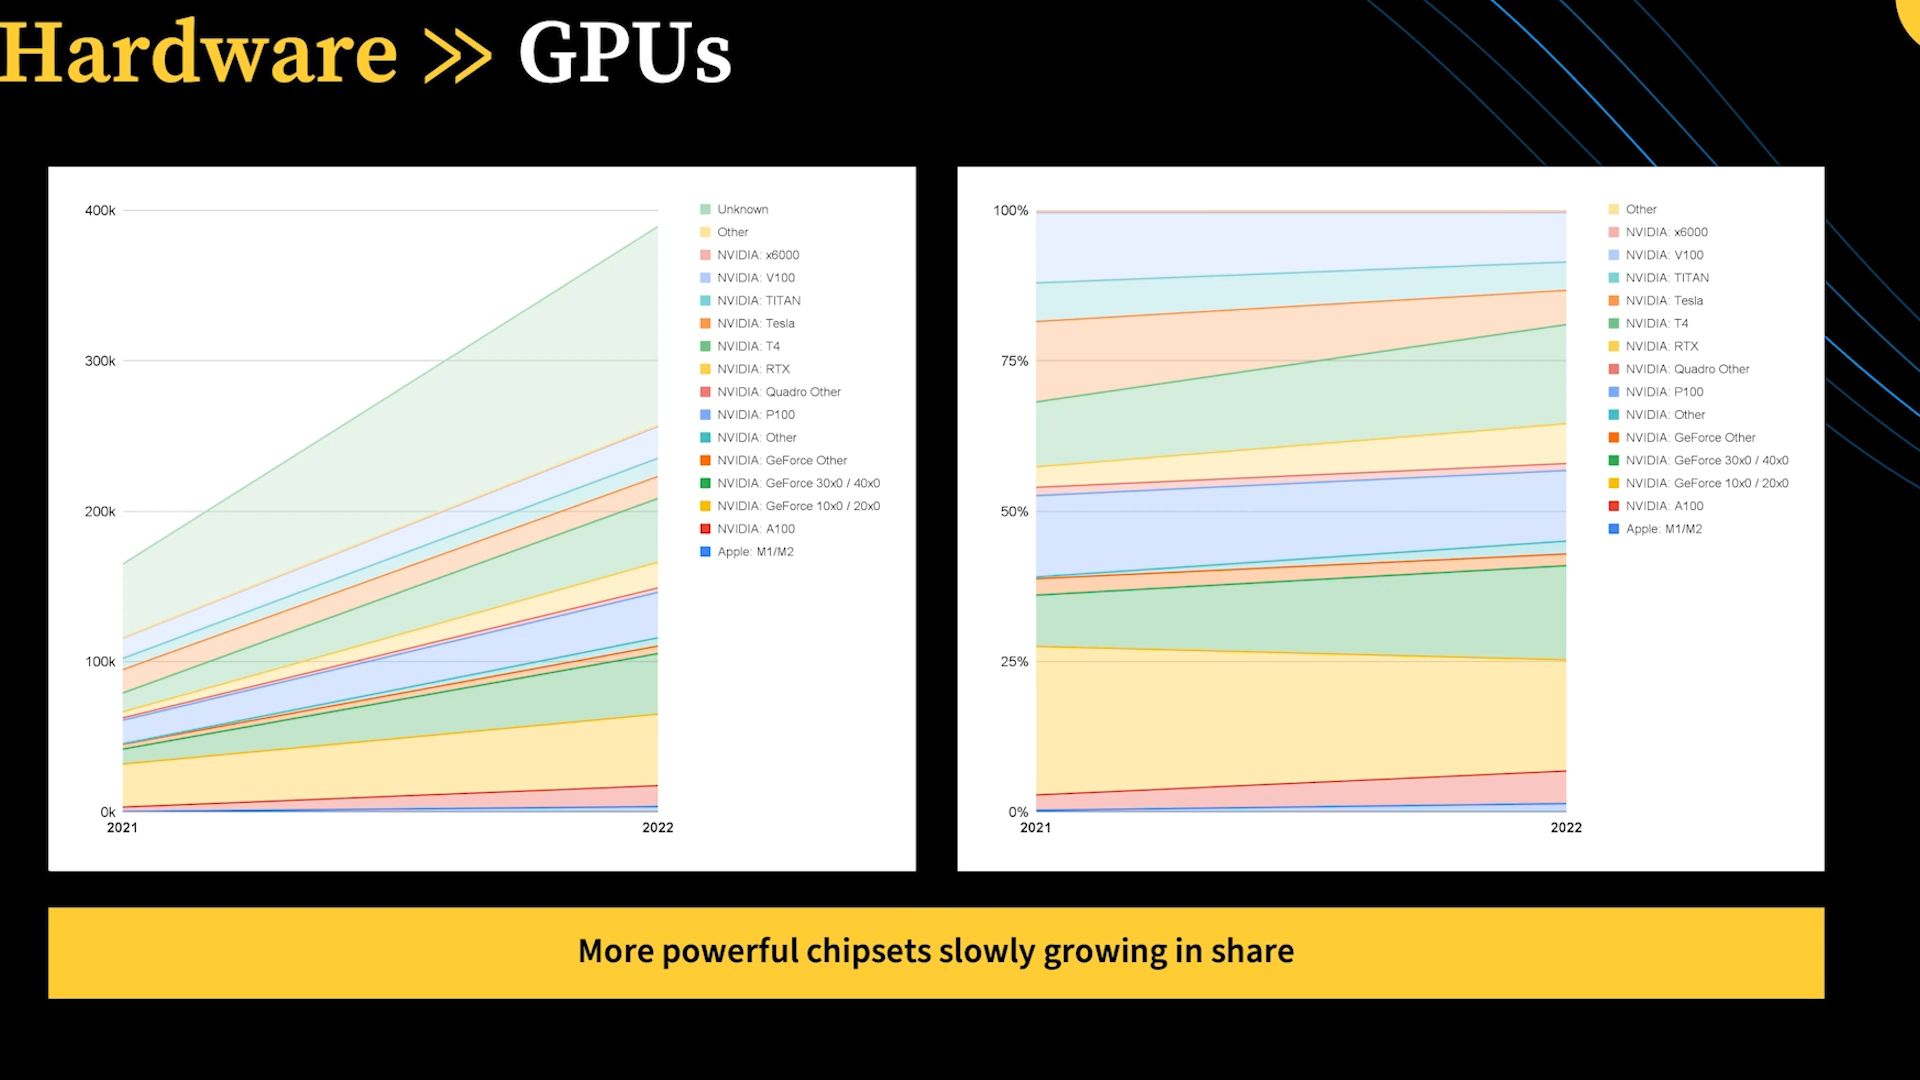 Hardware >> GPUs
400k
300k
200k
100k
0k
2021
2022
Unknown
Other
NVIDIA: x6000
NVIDIA: V100
NVIDIA: TITAN
NVIDIA: Tesla
NVIDIA: T4
NVIDIA: RTX
NVIDIA: Quadro Other
NVIDIA: P100
NVIDIA: Other
NVIDIA: GeForce Other
NVIDIA: GeForce 30x0 / 40x0
NVIDIA: GeForce 10x0 / 20x0
NVIDIA: A100
Apple: M1/M2
100%
75%
50%
25%
0%
2021
2022
Other
NVIDIA: x6000
NVIDIA: V100
NVIDIA: TITAN
NVIDIA: Tesla
NVIDIA: T4
NVIDIA: RTX
NVIDIA: Quadro Other
NVIDIA: P100
NVIDIA: Other
NVIDIA: GeForce Other
NVIDIA: GeForce 30x0 / 40x0
NVIDIA: GeForce 10x0 / 20x0
NVIDIA: A100
Apple: M1/M2
More powerful chipsets slowly growing in share